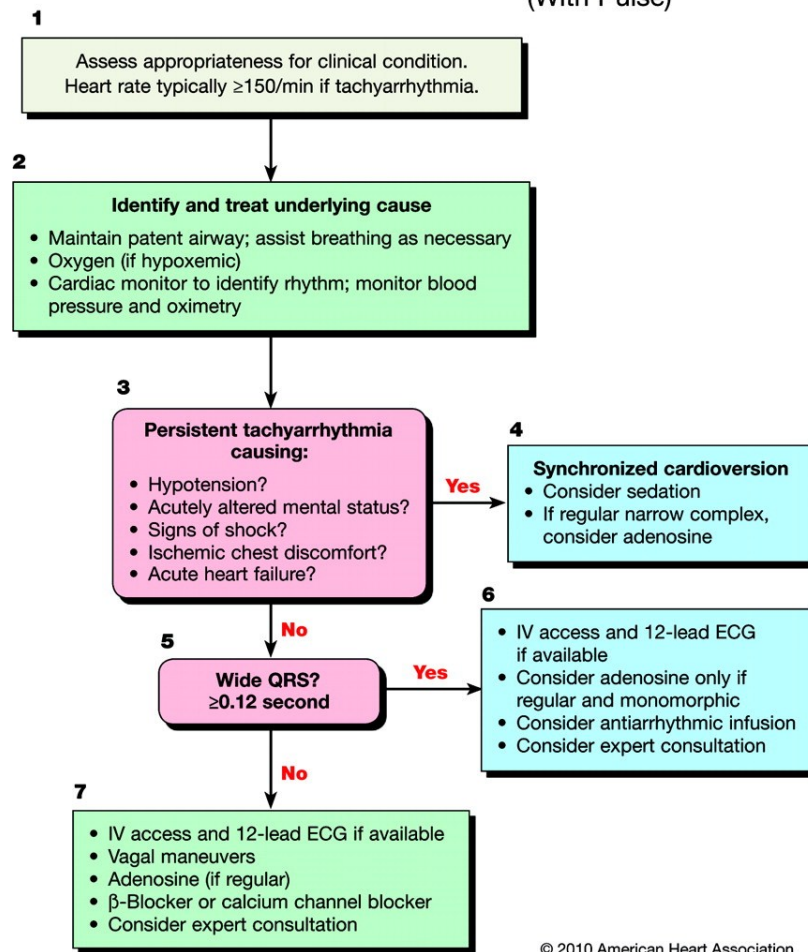 (With Pulse)
1
Assess appropriateness for clinical condition.
Heart rate typically ≥150/min if tachyarrhythmia.
2
Identify and treat underlying cause
• Maintain patent airway; assist breathing as necessary
• Oxygen (if hypoxemic)
• Cardiac monitor to identify rhythm; monitor blood
pressure and oximetry
3
Persistent tachyarrhythmia
causing:
• Hypotension?
• Acutely altered mental status?
• Signs of shock?
• Ischemic chest discomfort?
• Acute heart failure?
Yes
4
Synchronized cardioversion
• Consider sedation
• If regular narrow complex,
consider adenosine
No
5
Wide QRS?
≥0.12 second
Yes
6
• IV access and 12-lead ECG
if available
• Consider adenosine only if
regular and monomorphic
• Consider antiarrhythmic infusion
• Consider expert consultation
No
7
• IV access and 12-lead ECG if available
• Vagal maneuvers
• Adenosine (if regular)
• β-Blocker or calcium channel blocker
• Consider expert consultation
© 2010 American Heart Association